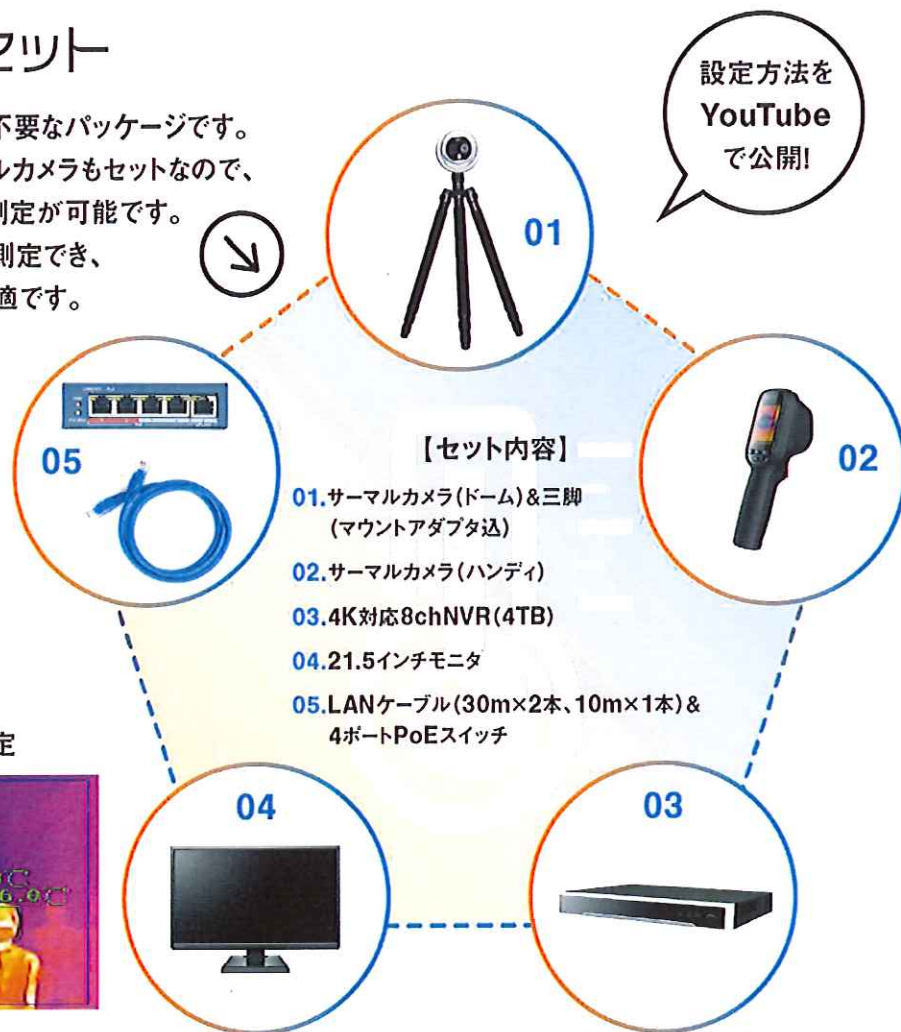 セット
不要なパッケージです。
ルカメラもセットなので、
測定が可能です。
測定でき、
適です。
設定方法を
YouTube
で公開!
01
02
05
【セット内容】
01.サーマルカメラ(ドーム)&三脚
(マウントアダプタ込)
02.サーマルカメラ(ハンディ)
03.4K対応8chNVR(4TB)
04.21.5インチモニタ
05.LANケーブル(30m×2本、10m×1本)&
4ポートPoEスイッチ
定
04
03
6.0℃